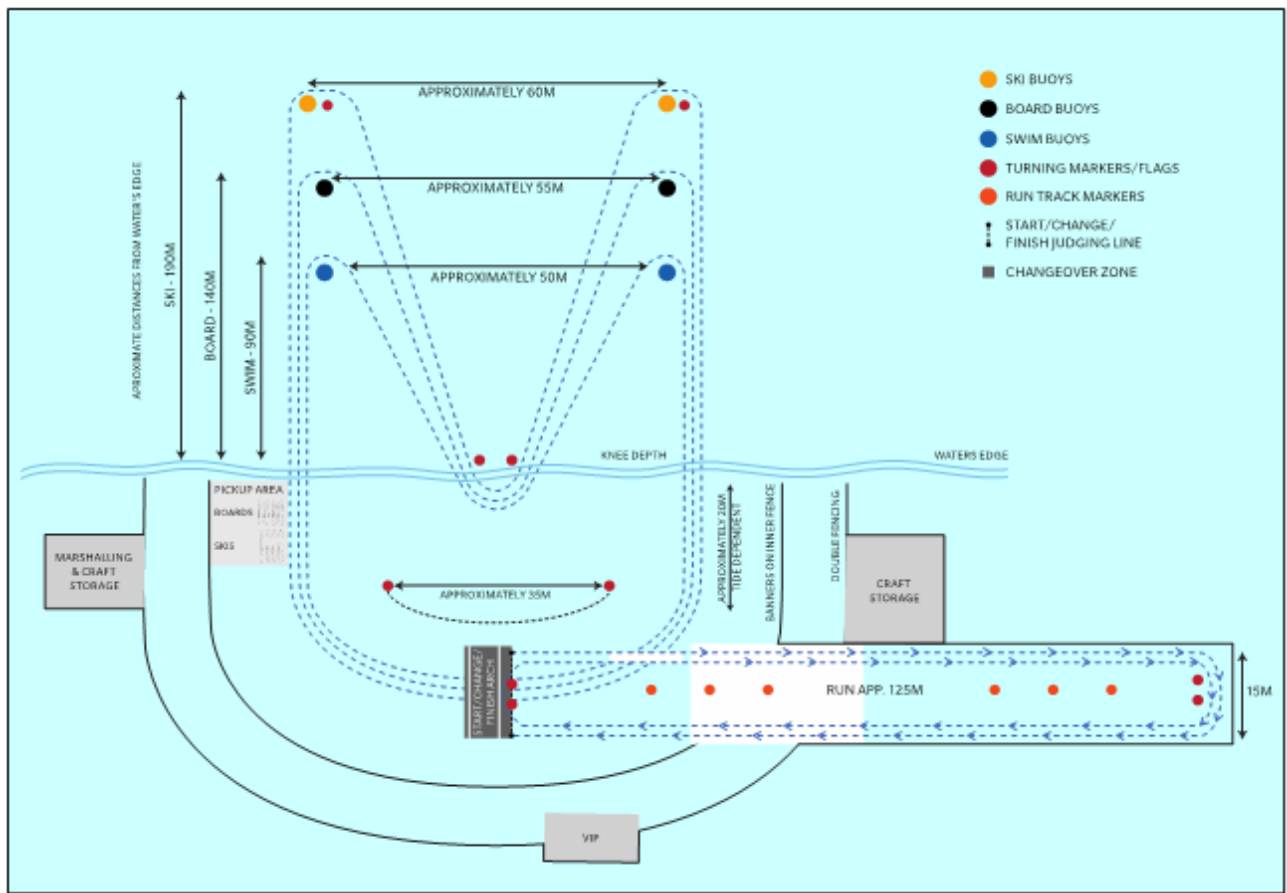 APPROXIMATELY 60M
APPROXIMATELY 55M
APPROXIMATELY 50M
SKI BUOYS
BOARD BUOYS
SWIM BUOYS
TURNING MARKERS/FLAGS
RUN TRACK MARKERS
START/CHANGE/
FINISH JUDGING LINE
CHANGEOVER ZONE
APROXIMATE DISTANCES FROM WATER'S EDGE
SKI - 190M
BOARD - 140M
SWIM - 90M
KNEE DEPTH
WATERS EDGE
PICKUP AREA
BOARDS
SKIS
MARSHALLING
& CRAFT
STORAGE
APPROXIMATELY 35M
APPROXIMATELY 20M
TIDE DEPENDENT
BANNERS ON INNER FENCE
DOUBLE FENCING
CRAFT
STORAGE
START/CHANGE/
FINISH ARCH
RUN APP. 125M
15M
VIP